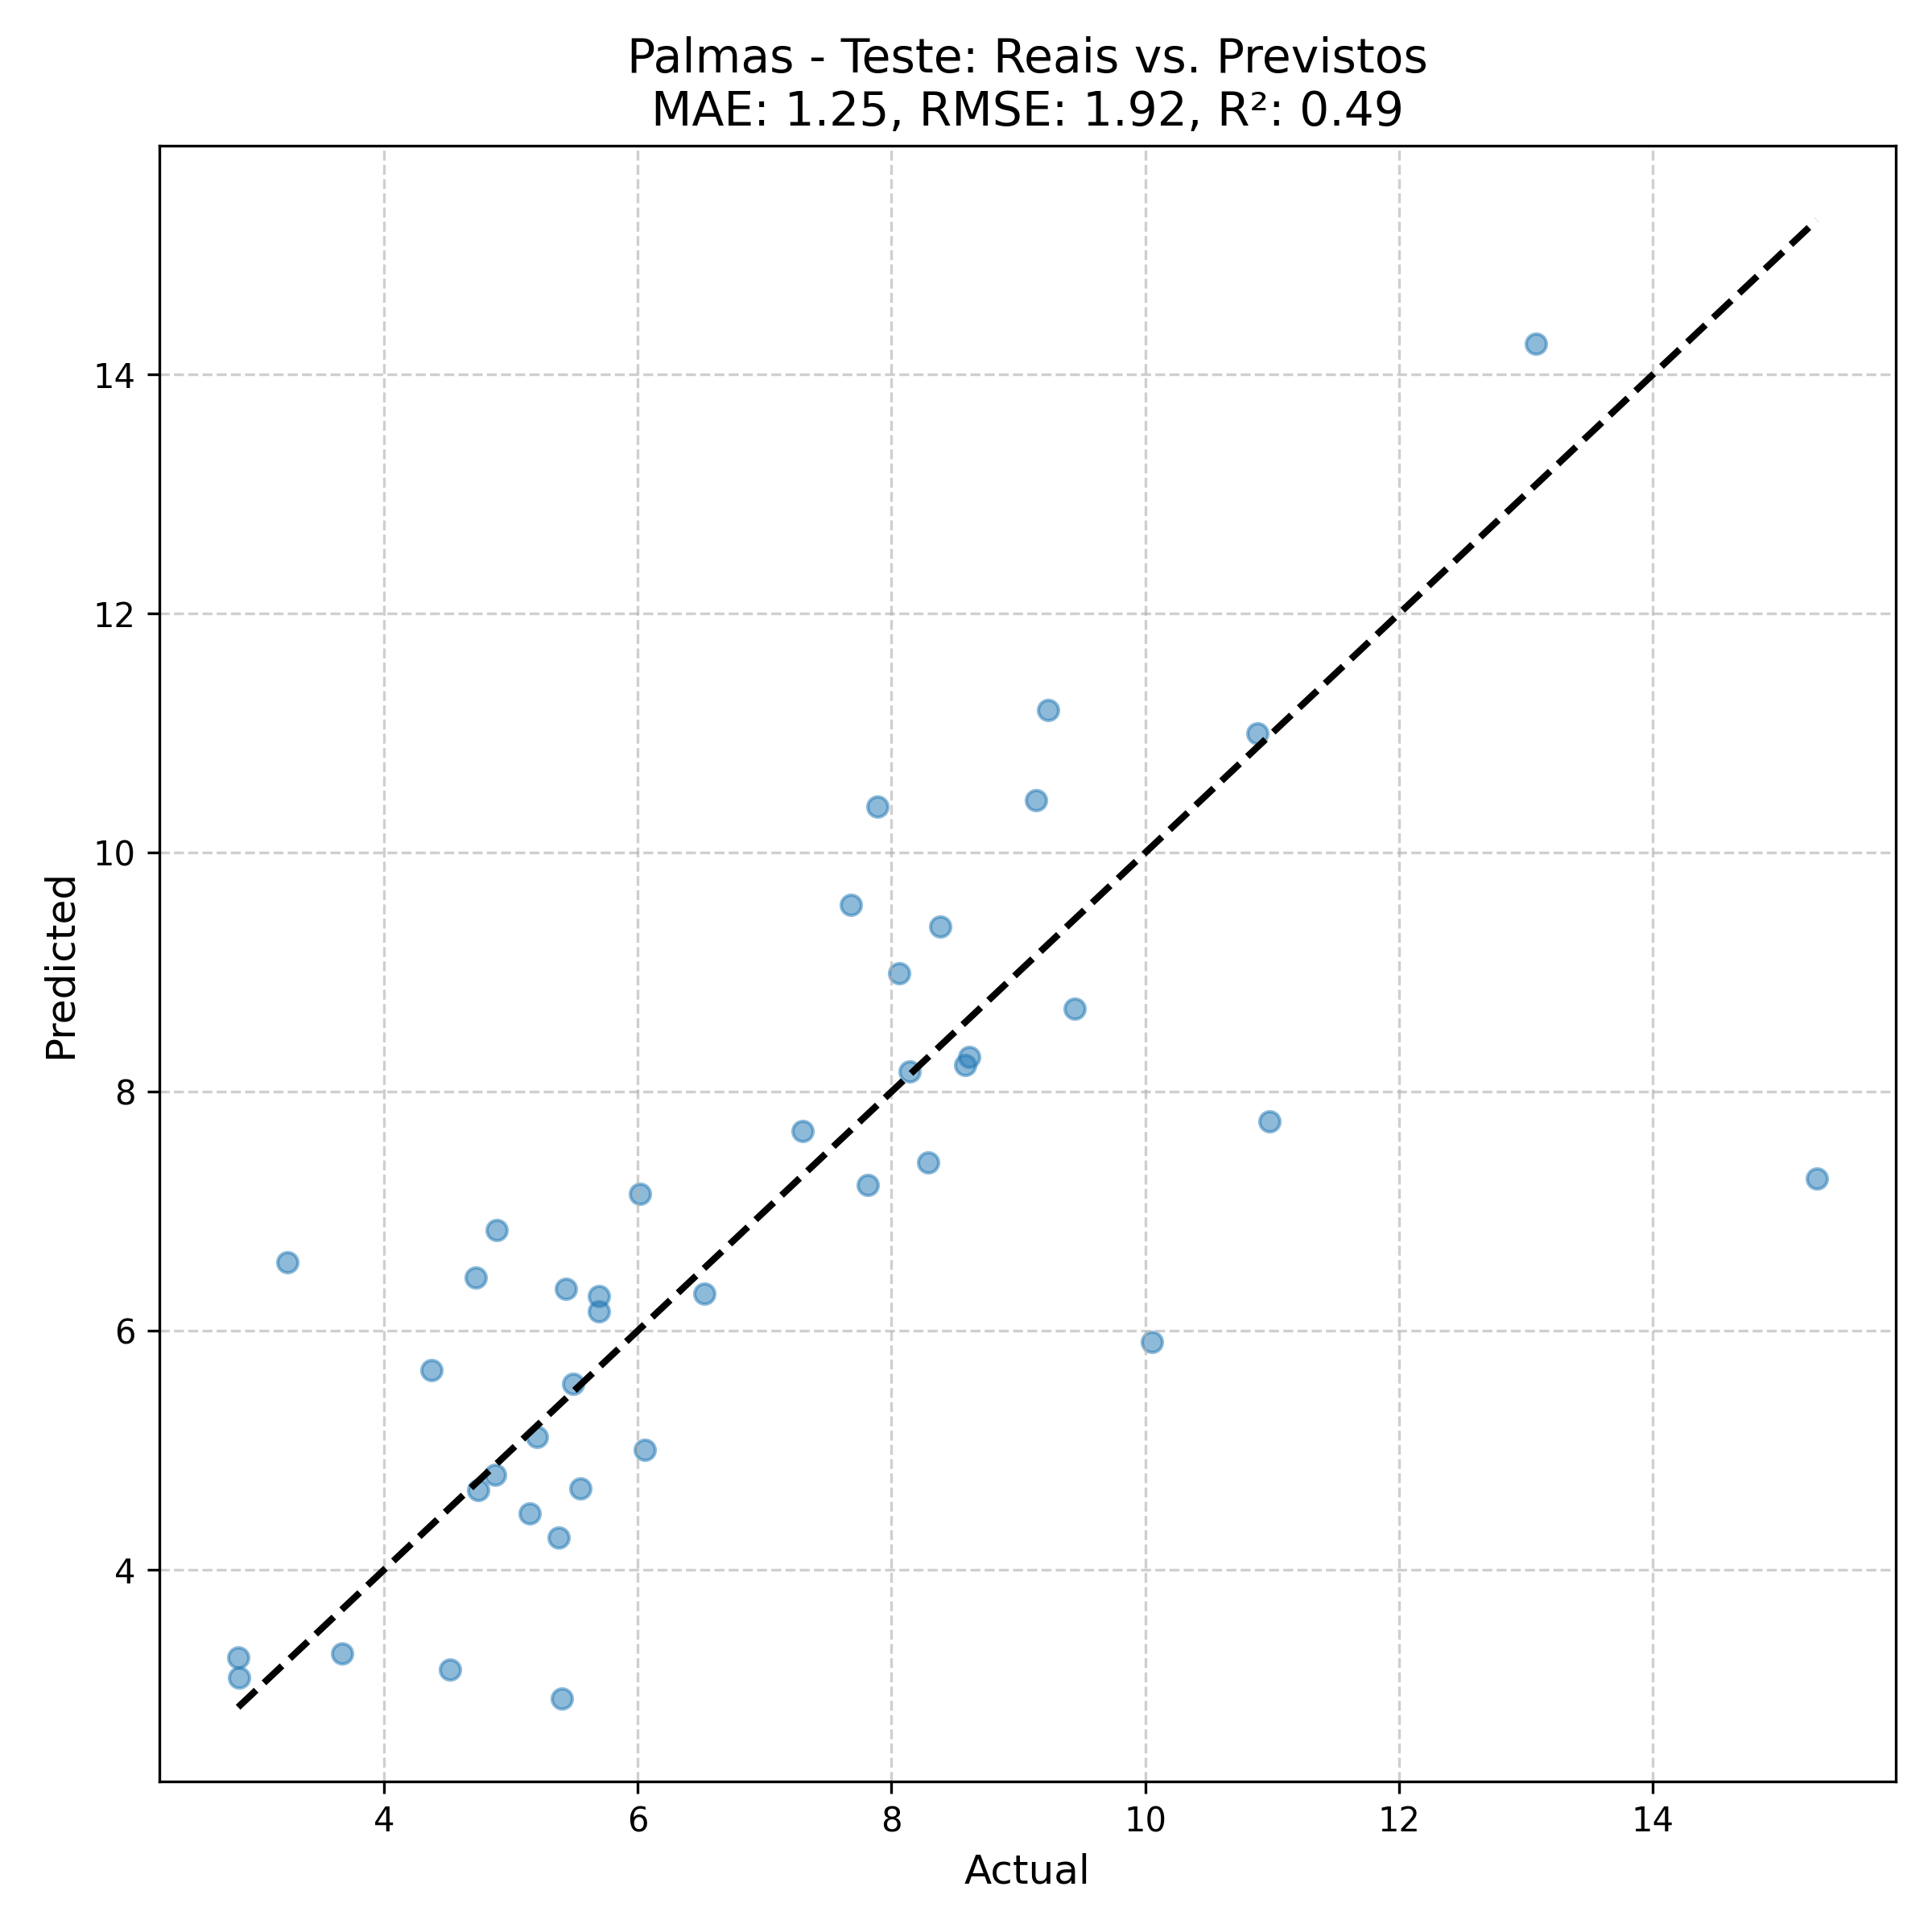 Palmas - Teste: Reais vs. Previstos
MAE: 1.25, RMSE: 1.92, R²: 0.49
Predicted
14
12
10
8
6
4
4 6 8 10 12 14
Actual